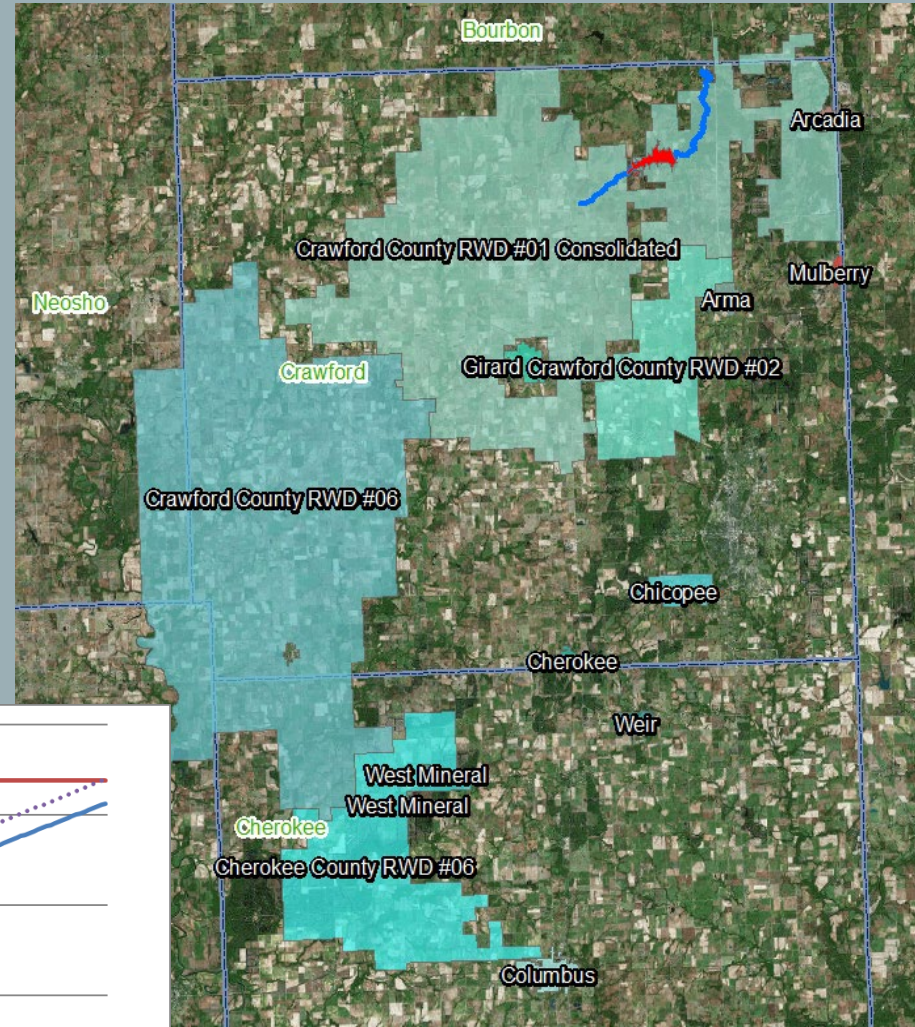 Bourbon
Arcadia
Crawford County RWD #01 Consolidated
Mulberry
Neosho
Arma
Crawford
Girard
Crawford County RWD #02
Crawford County RWD #06
Chicopee
Cherokee
Weir
West Mineral
West Mineral
Cherokee
Cherokee County RWD #06
Columbus